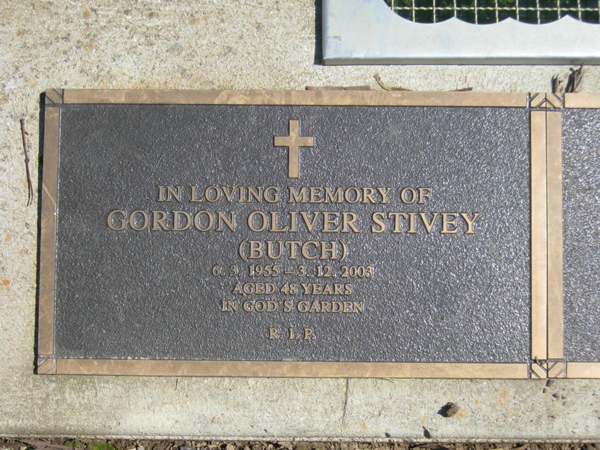 IN LOVING MEMORY OF
GORDON OLIVER STIVEY
(BUTCH)
6. 3. 1955 – 3. 12. 2003
AGED 48 YEARS
IN GOD'S GARDEN
R. I. P.